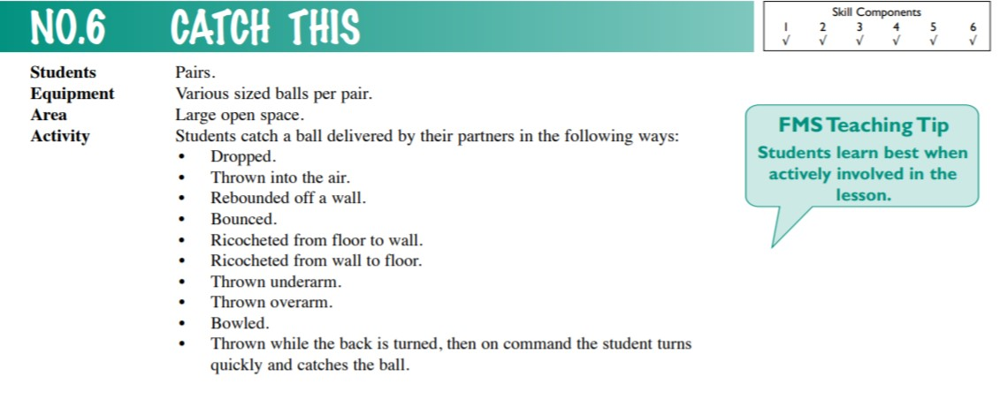 NO.6 CATCH THIS
Skill Components
1 2 3 4 5 6
√ √ √ √ √ √
Students Pairs.
Equipment Various sized balls per pair.
Area Large open space.
Activity Students catch a ball delivered by their partners in the following ways:
• Dropped.
• Thrown into the air.
• Rebounded off a wall.
• Bounced.
• Ricocheted from floor to wall.
• Ricocheted from wall to floor.
• Thrown underarm.
• Thrown overarm.
• Bowled.
• Thrown while the back is turned, then on command the student turns
quickly and catches the ball.
FMS Teaching Tip
Students learn best when
actively involved in the
lesson.